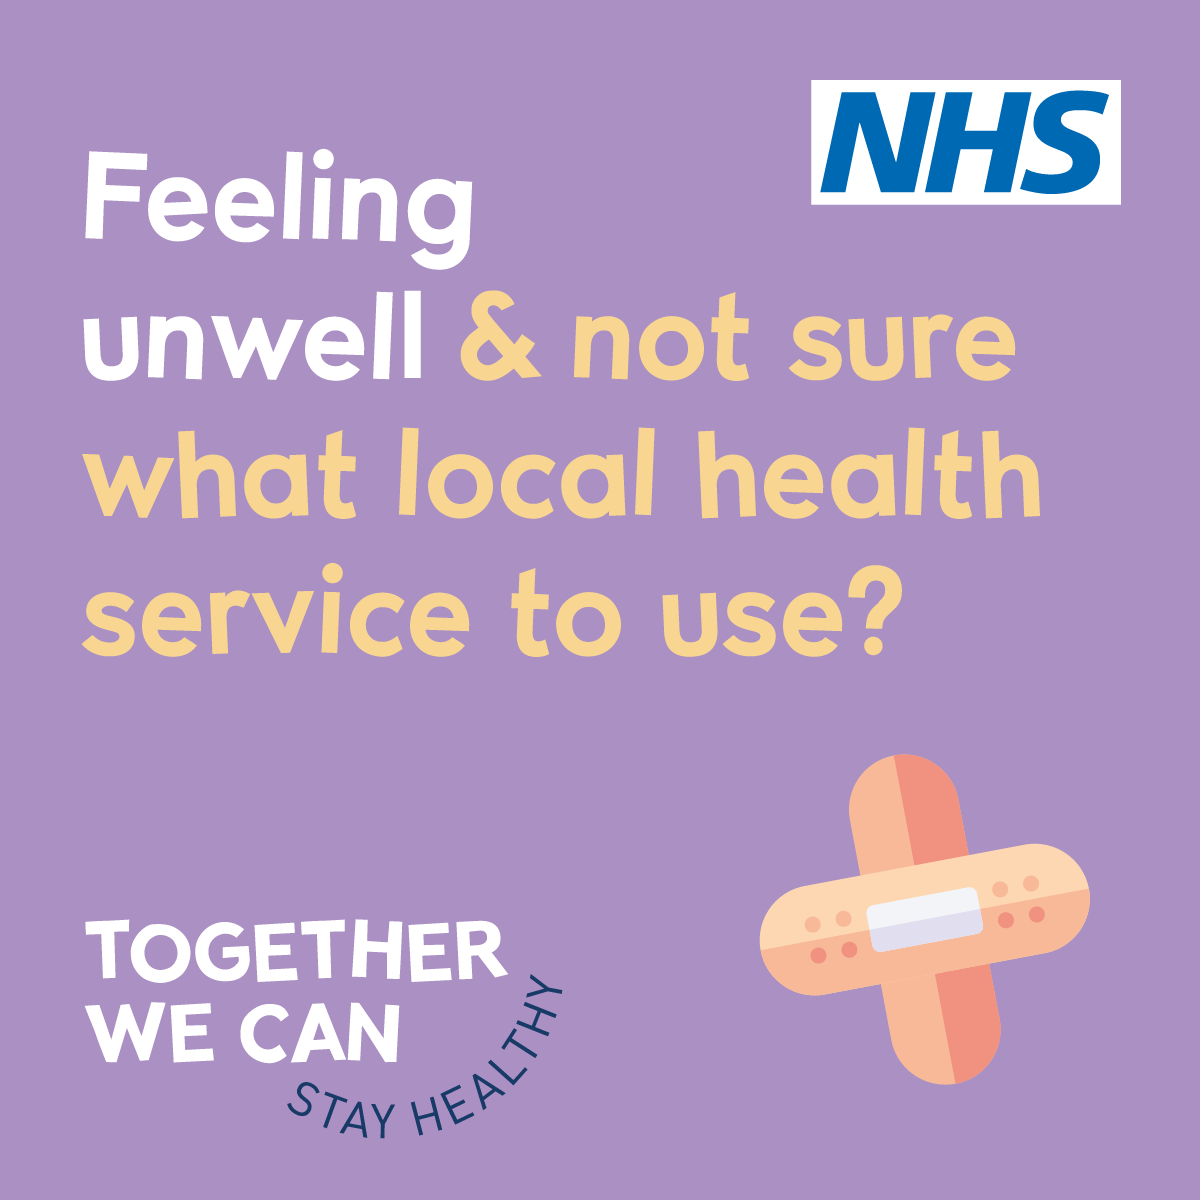 NHS
Feeling
unwell & not sure
what local health
service to use?
TOGETHER
WE CAN
STAY HEALTHY